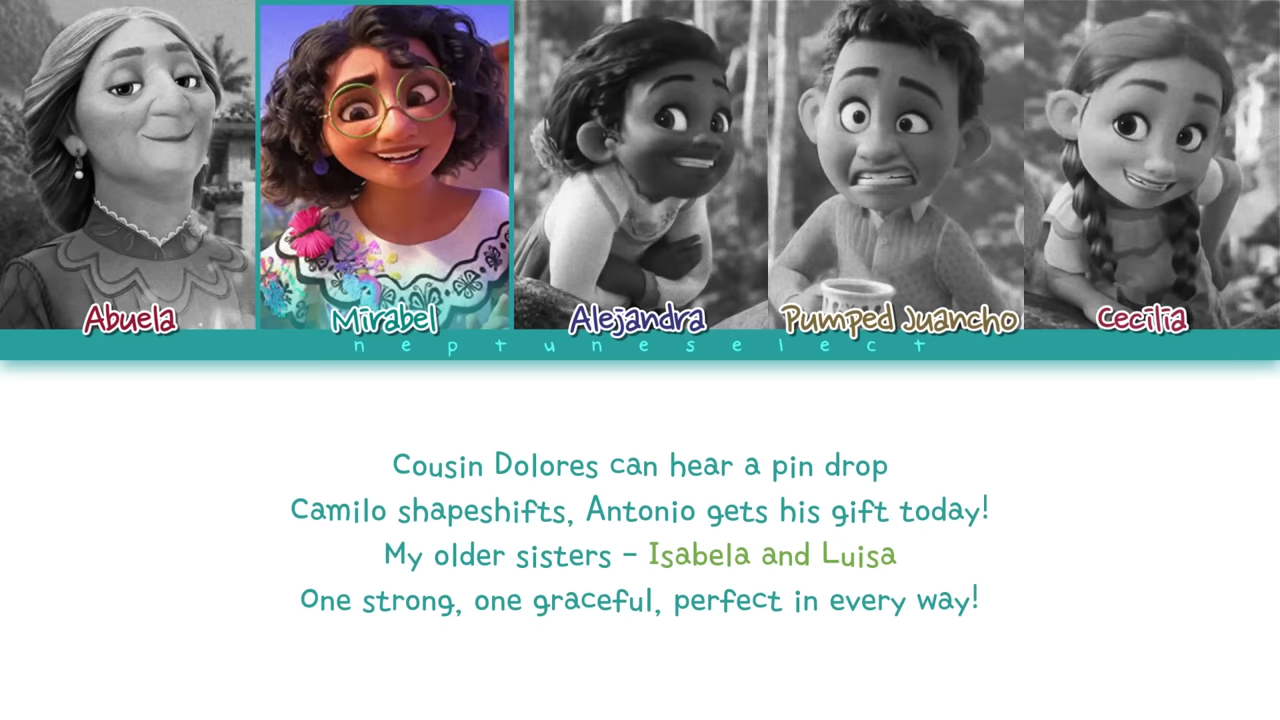 Abuela
Mirabel
Alejandra
Pumped Juancho
Cecilia
neptuneselect
Cousin Dolores can hear a pin drop
Camilo shapeshifts, Antonio gets his gift today!
My older sisters - Isabela and Luisa
One strong, one graceful, perfect in every way!